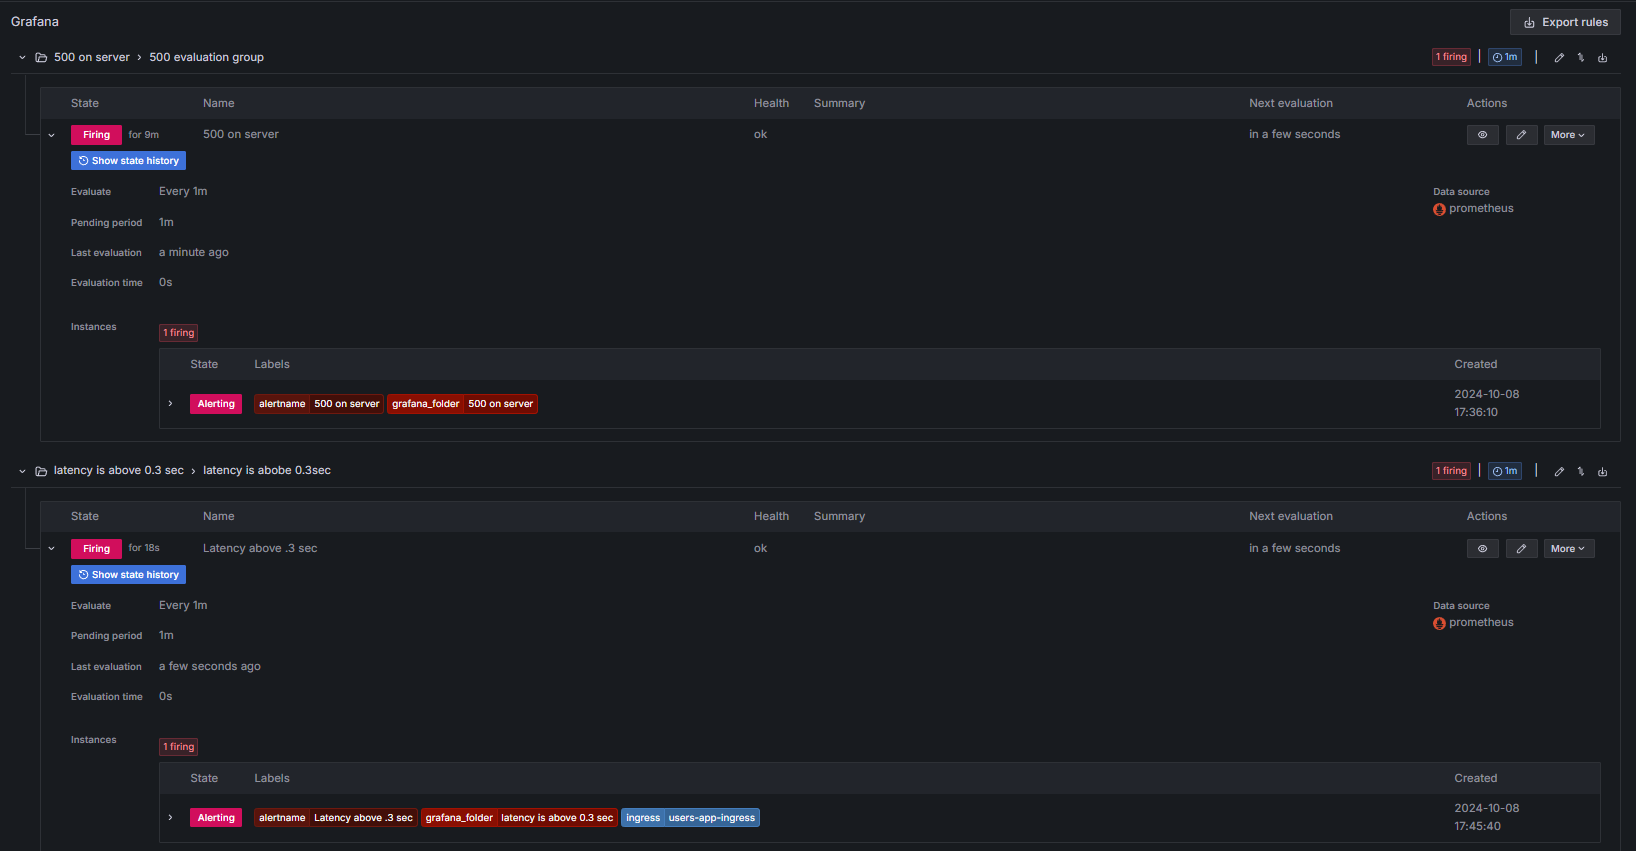 Grafana
Export rules
500 on server > 500 evaluation group
1 firing | 1m |
State Name Health Summary Next evaluation Actions
Firing for 9m 500 on server ok in a few seconds More
Show state history
Evaluate Every 1m
Data source
prometheus
Pending period 1m
Last evaluation a minute ago
Evaluation time 0s
Instances 1 firing
State Labels Created
Alerting alertname 500 on server grafana_folder 500 on server 2024-10-08
17:36:10
latency is above 0.3 sec > latency is abobe 0.3sec
1 firing | 1m |
State Name Health Summary Next evaluation Actions
Firing for 18s Latency above .3 sec ok in a few seconds More
Show state history
Evaluate Every 1m
Data source
prometheus
Pending period 1m
Last evaluation a few seconds ago
Evaluation time 0s
Instances 1 firing
State Labels Created
Alerting alertname Latency above .3 sec grafana_folder latency is above 0.3 sec ingress users-app-ingress 2024-10-08
17:45:40